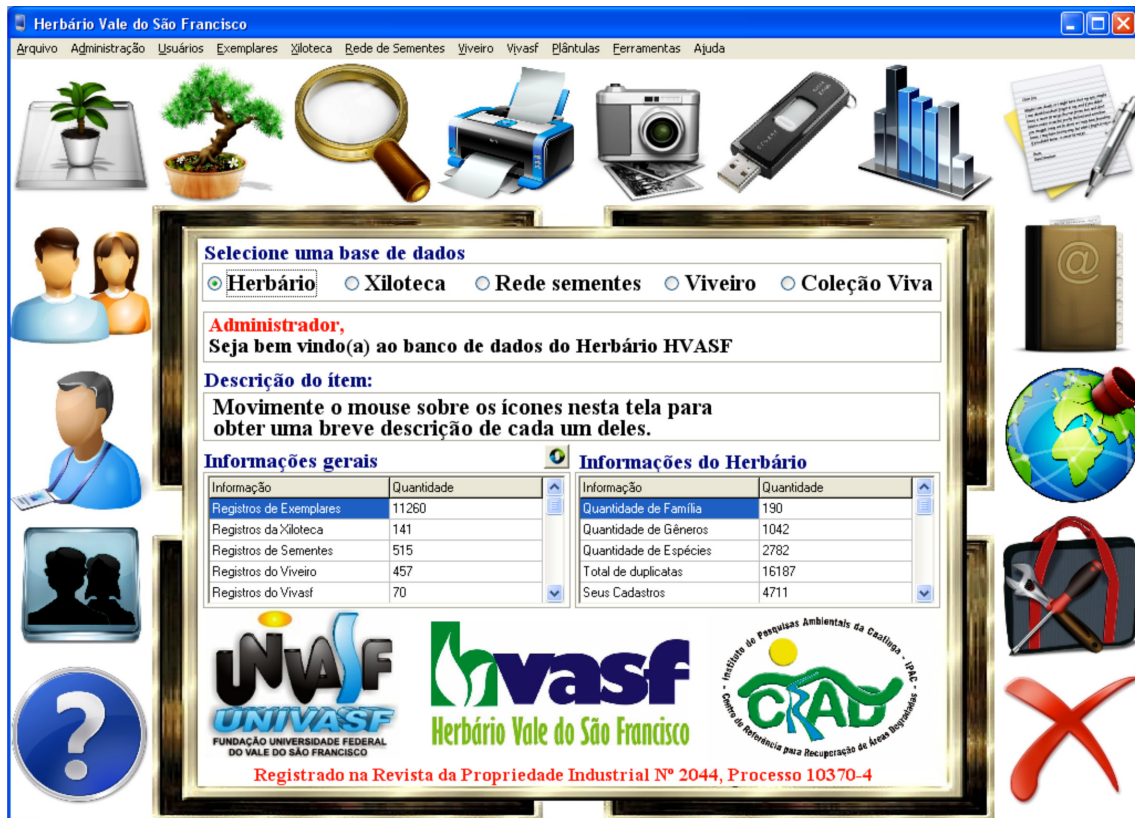 Herbário Vale do São Francisco
Arquivo Administração Usuários Exemplares Xiloteca Rede de Sementes Viveiro Vivasf Plântulas Ferramentas Ajuda
Selecione uma base de dados
Herbário Xiloteca Rede sementes Viveiro Coleção Viva
Administrador,
Seja bem vindo(a) ao banco de dados do Herbário HVASF
Descrição do ítem:
Movimente o mouse sobre os ícones nesta tela para
obter uma breve descrição de cada um deles.
Informações gerais
Informação Quantidade
Registros de Exemplares 11260
Registros da Xiloteca 141
Registros de Sementes 515
Registros do Viveiro 457
Registros do Vivasf 70
Informações do Herbário
Informação Quantidade
Quantidade de Família 190
Quantidade de Gêneros 1042
Quantidade de Espécies 2782
Total de duplicatas 16187
Seus Cadastros 4711
UNIVASF
UNIVASF
FUNDAÇÃO UNIVERSIDADE FEDERAL
DO VALE DO SÃO FRANCISCO
hvasf
Herbário Vale do São Francisco
Instituto de Pesquisas Ambientais da Caatinga - IPAC -
CRAD
Centro de Referência para Recuperação de Áreas Degradadas
Registrado na Revista da Propriedade Industrial Nº 2044, Processo 10370-4